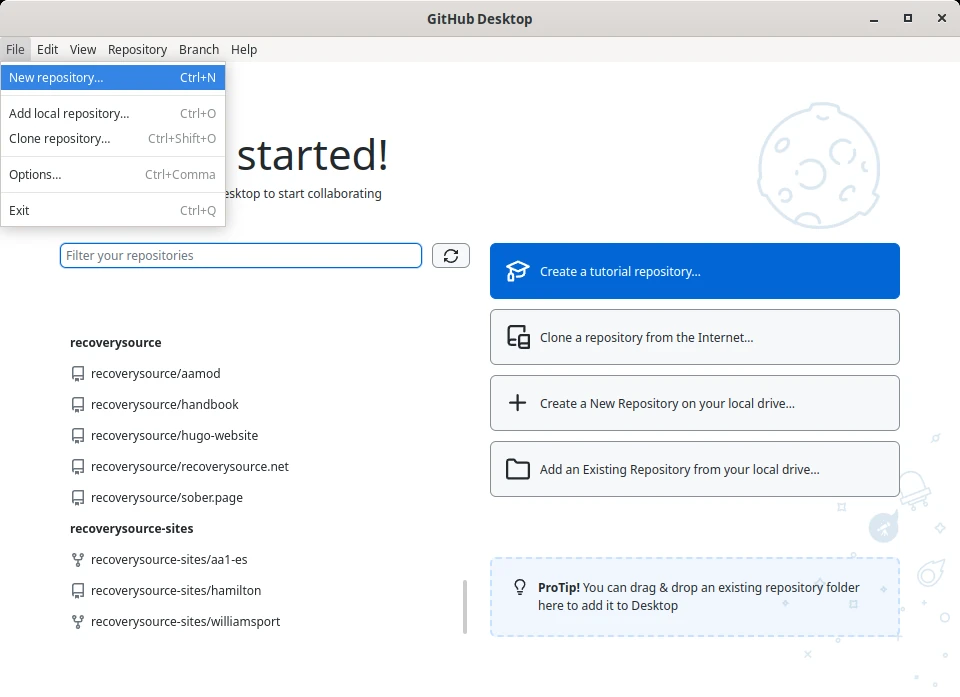 GitHub Desktop
File Edit View Repository Branch Help
New repository... Ctrl+N
Add local repository... Ctrl+O
Clone repository... Ctrl+Shift+O
Options... Ctrl+Comma
Exit Ctrl+Q
started!
esktop to start collaborating
Filter your repositories
recoverysource
recoverysource/aamod
recoverysource/handbook
recoverysource/hugo-website
recoverysource/recoverysource.net
recoverysource/sober.page
recoverysource-sites
recoverysource-sites/aa1-es
recoverysource-sites/hamilton
recoverysource-sites/williamsport
Create a tutorial repository...
Clone a repository from the Internet...
Create a New Repository on your local drive...
Add an Existing Repository from your local drive...
ProTip! You can drag & drop an existing repository folder
here to add it to Desktop